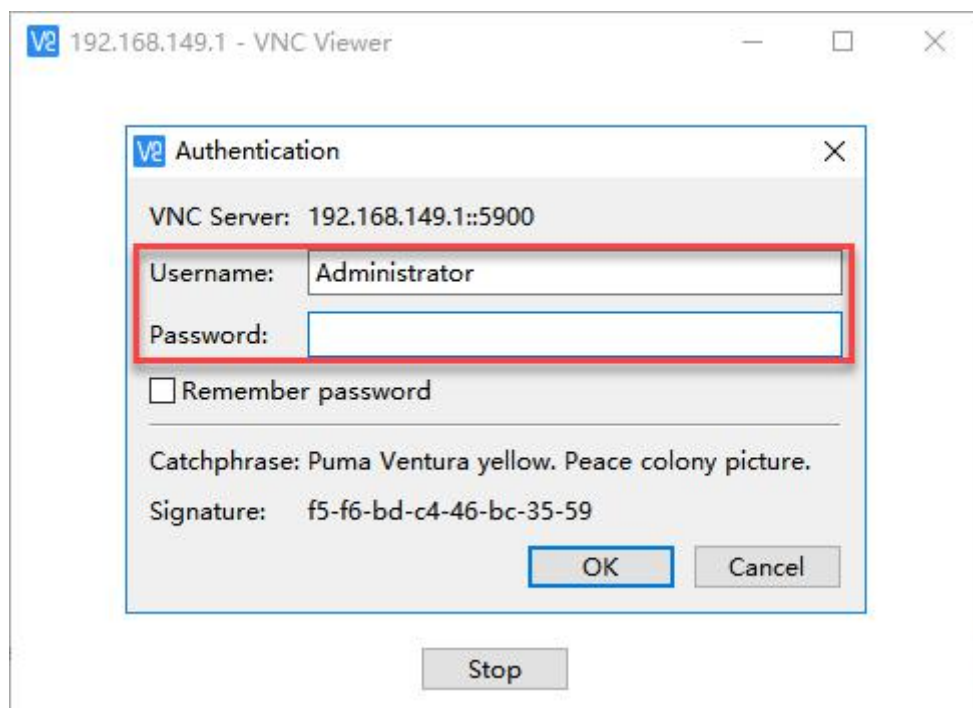 V2 192.168.149.1 - VNC Viewer
V2 Authentication
VNC Server: 192.168.149.1::5900
Username: Administrator
Password:
Remember password
Catchphrase: Puma Ventura yellow. Peace colony picture.
Signature: f5-f6-bd-c4-46-bc-35-59
OK Cancel
Stop